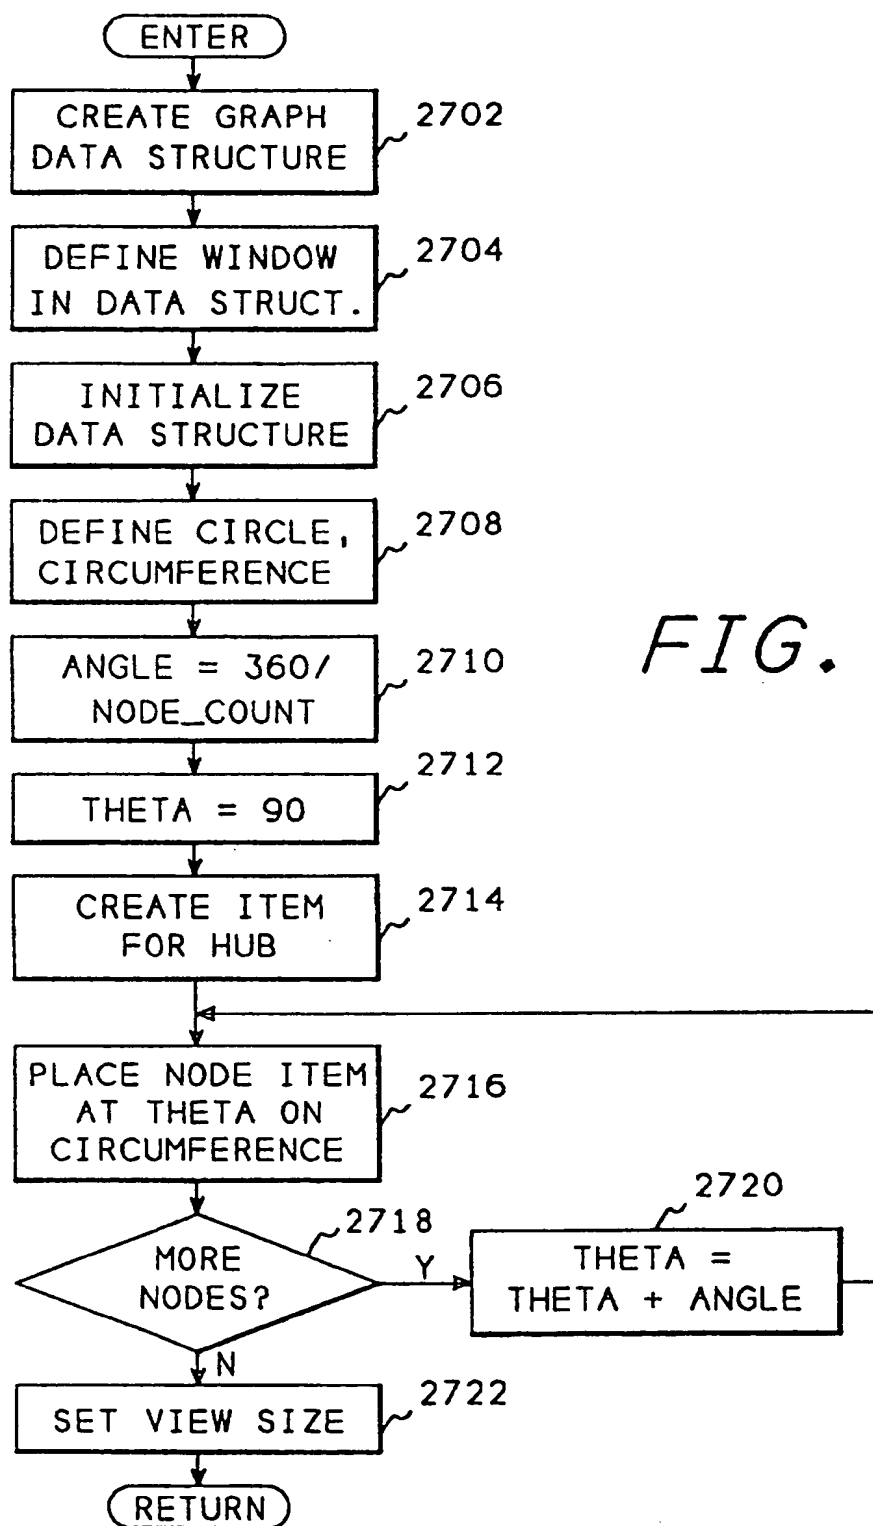 ENTER
CREATE GRAPH
DATA STRUCTURE
2702
DEFINE WINDOW
IN DATA STRUCT.
2704
INITIALIZE
DATA STRUCTURE
2706
DEFINE CIRCLE,
CIRCUMFERENCE
2708
ANGLE = 360/
NODE_COUNT
2710
FIG.
THETA = 90
2712
CREATE ITEM
FOR HUB
2714
PLACE NODE ITEM
AT THETA ON
CIRCUMFERENCE
2716
MORE
NODES?
2718
Y
THETA =
THETA + ANGLE
2720
N
SET VIEW SIZE
2722
RETURN